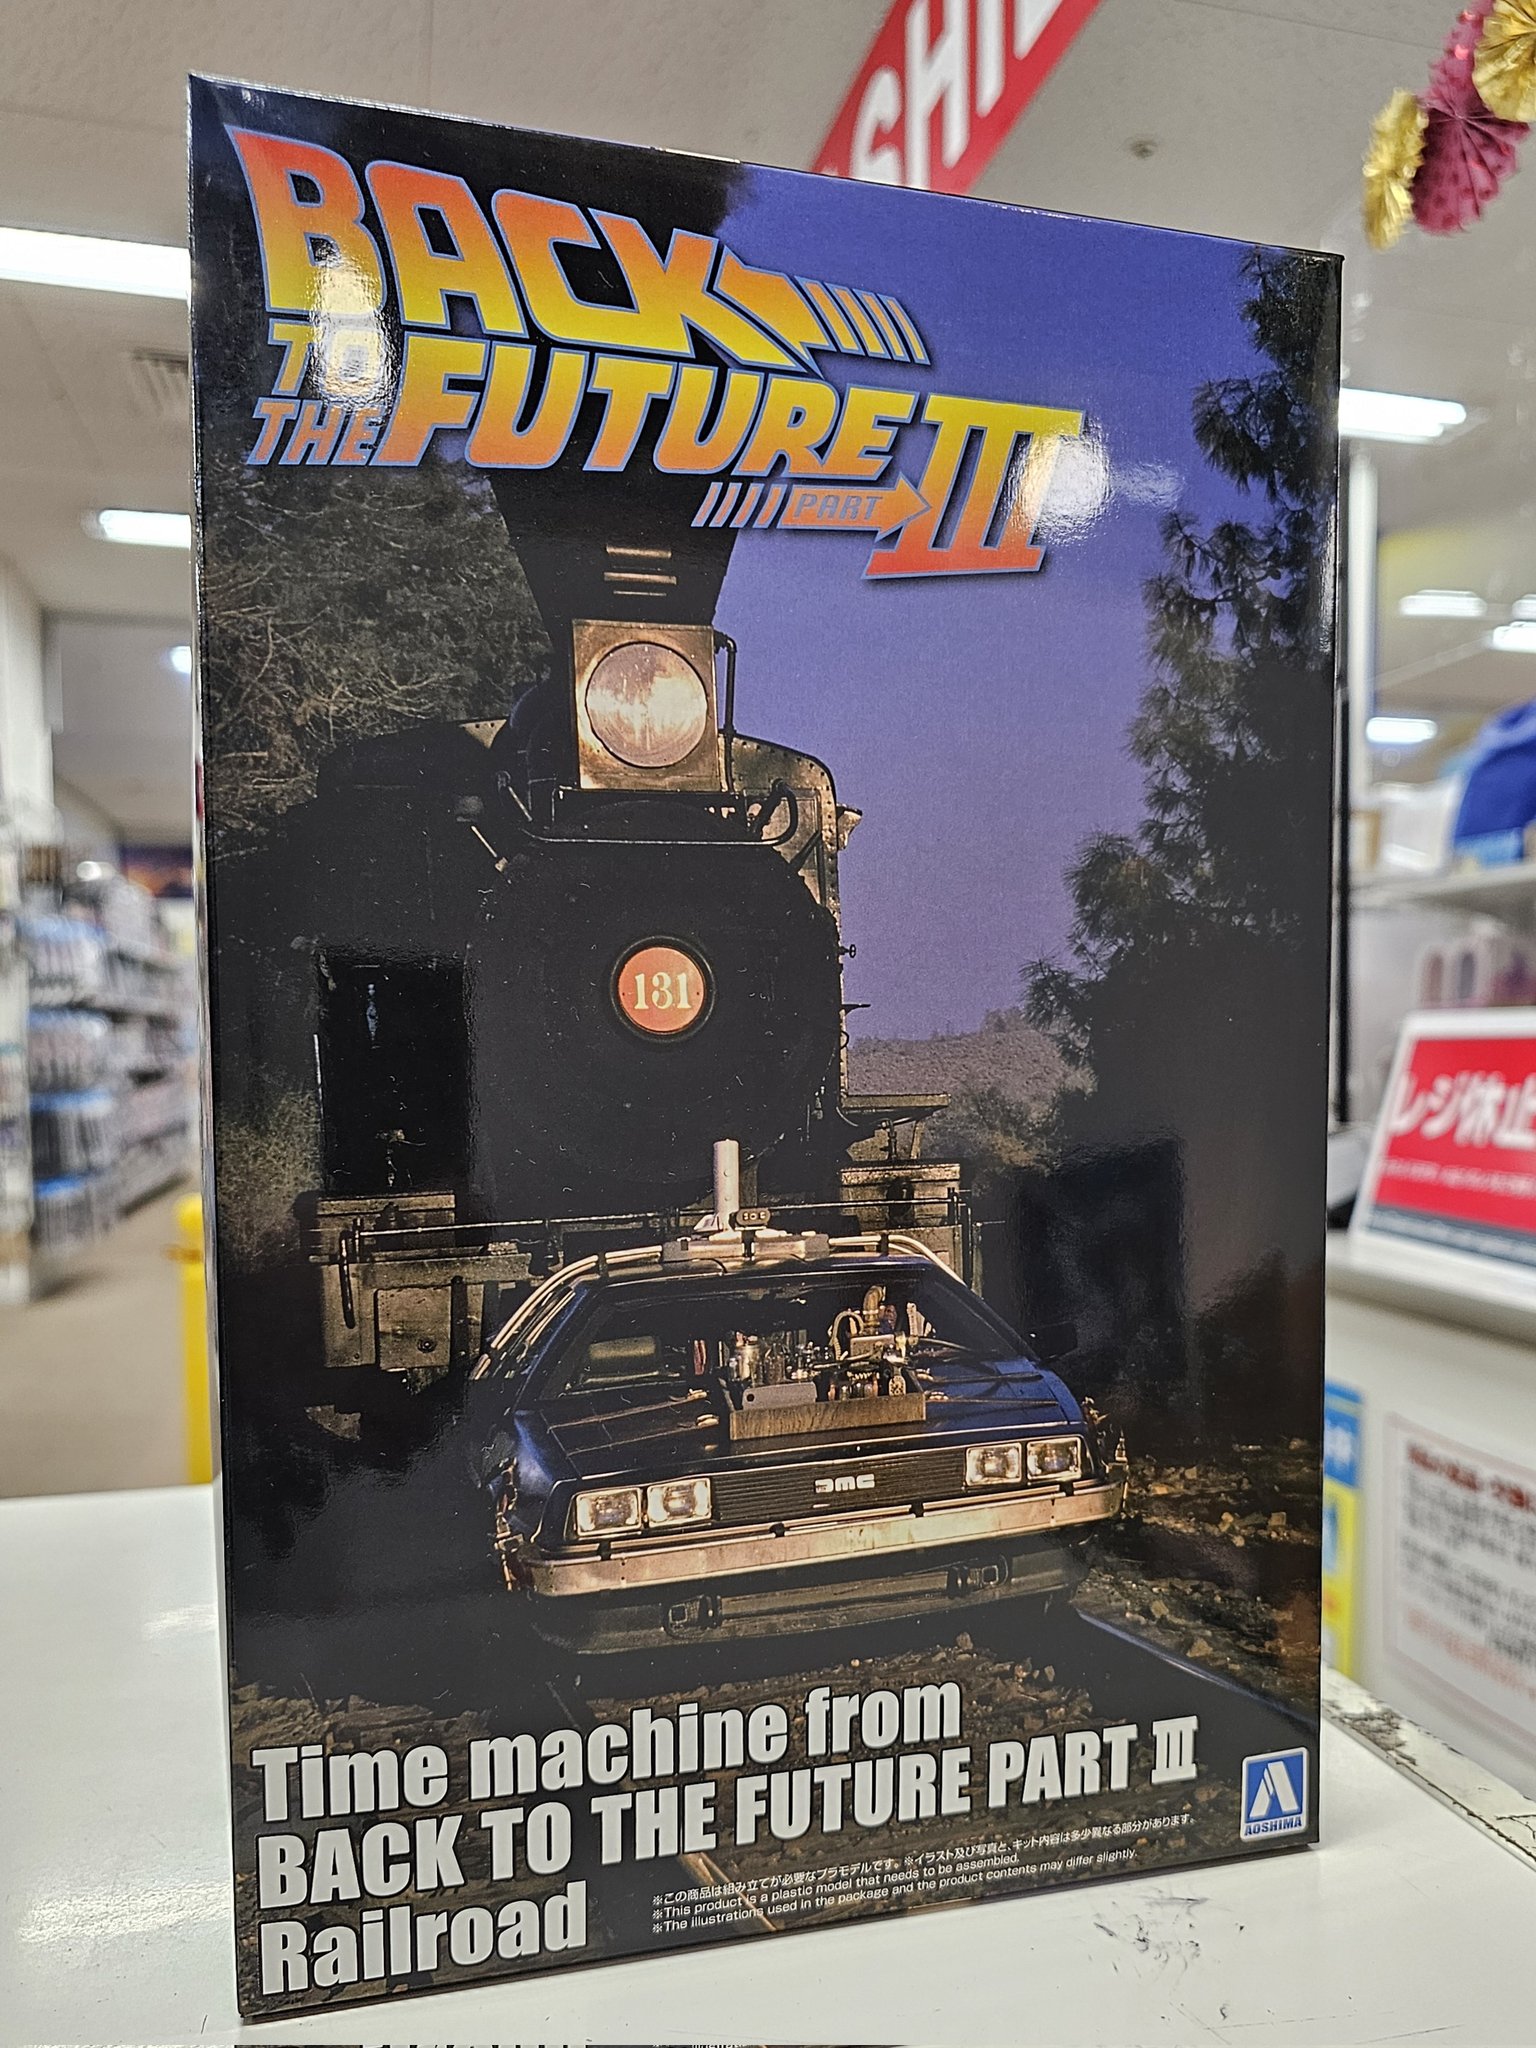 SHI
BACK
TO
THE FUTURE III
PART
131
DMC
レジ休止
Time machine from
BACK TO THE FUTURE PART III
Railroad
AOSHIMA
※この商品は組み立てが必要なプラモデルです。※イラスト及び写真と、キット内容は多少異なる部分があります。
※This product is a plastic model that needs to be assembled.
※The illustrations used in the package and the product contents may differ slightly.